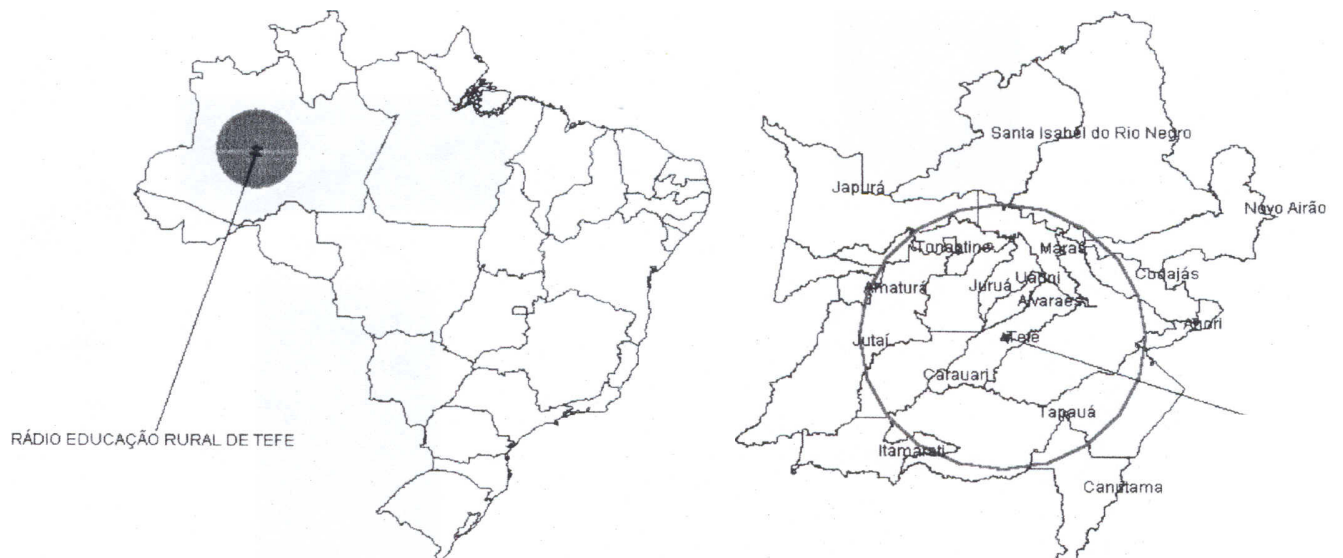 RÁDIO EDUCAÇÃO RURAL DE TEFE
Santa Isabel do Rio Negro
Japurá
Novo Airão
Tonantins
Maraã
Codajás
Amaturá
Juruá
Uarini
Alvarães
Anori
Jutaí
Tefé
Carauari
Tapauá
Itamarati
Canutama